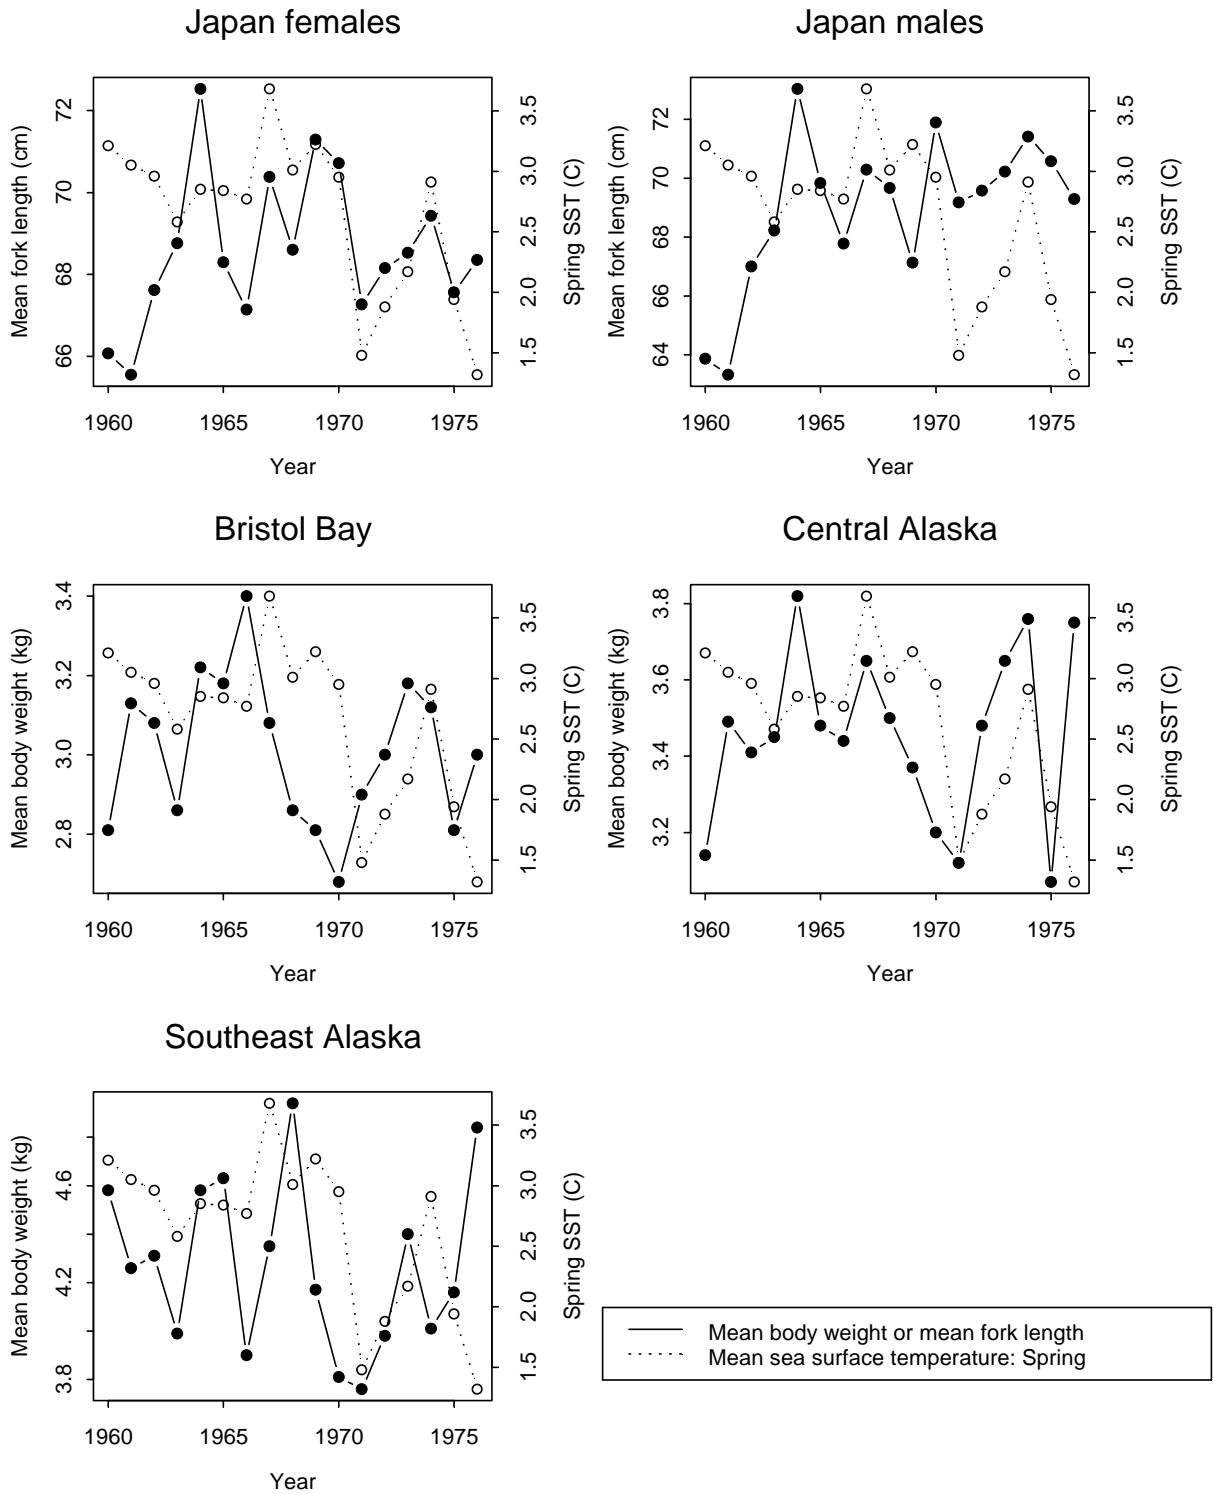 Japan females
Mean fork length (cm)
72
70
68
66
3.5
3.0
2.5
2.0
1.5
Spring SST (C)
1960 1965 1970 1975
Year
Japan males
Mean fork length (cm)
72
70
68
66
64
3.5
3.0
2.5
2.0
1.5
Spring SST (C)
1960 1965 1970 1975
Year
Bristol Bay
Mean body weight (kg)
3.4
3.2
3.0
2.8
3.5
3.0
2.5
2.0
1.5
Spring SST (C)
1960 1965 1970 1975
Year
Central Alaska
Mean body weight (kg)
3.8
3.6
3.4
3.2
3.5
3.0
2.5
2.0
1.5
Spring SST (C)
1960 1965 1970 1975
Year
Southeast Alaska
Mean body weight (kg)
4.6
4.2
3.8
3.5
3.0
2.5
2.0
1.5
Spring SST (C)
1960 1965 1970 1975
Year
Mean body weight or mean fork length
Mean sea surface temperature: Spring